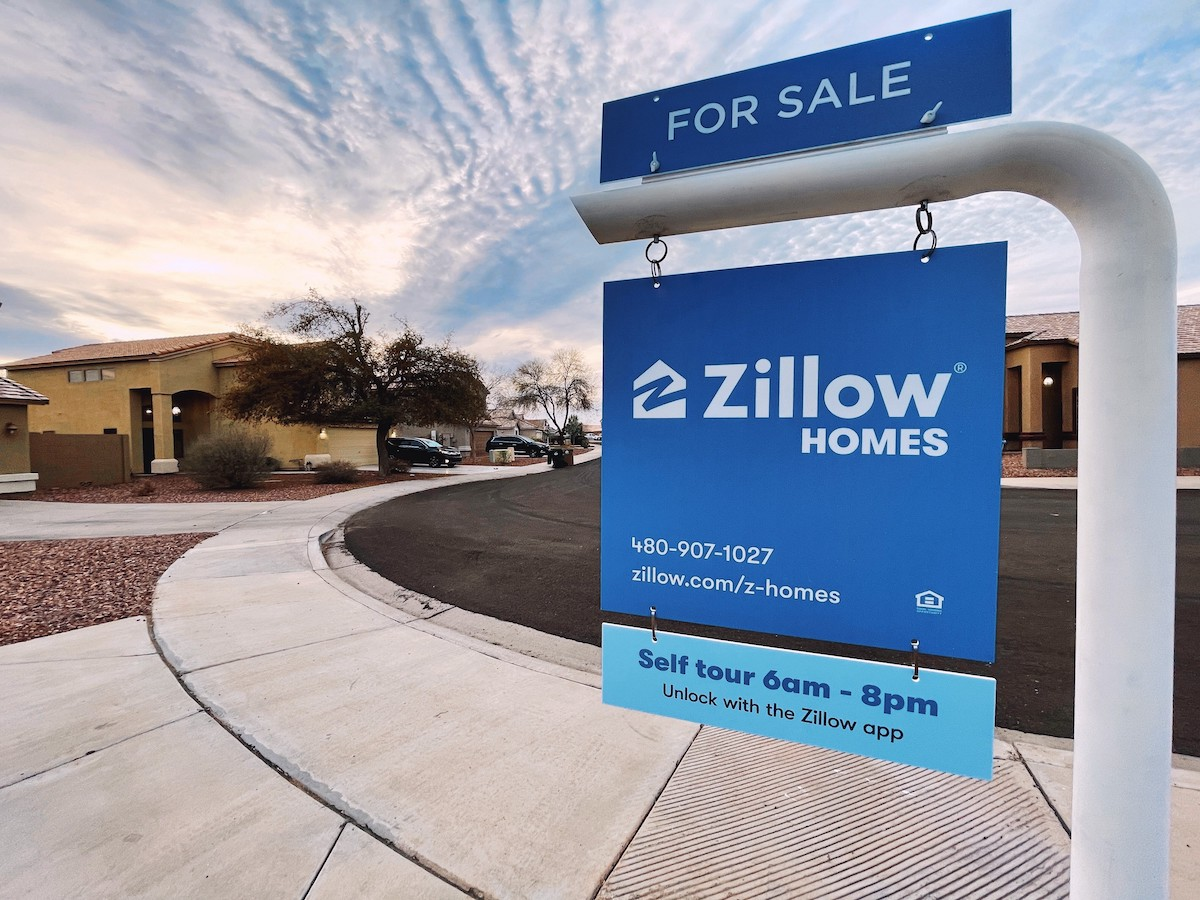 FOR SALE
Zillow®
HOMES
480-907-1027
zillow.com/z-homes
Self tour 6am - 8pm
Unlock with the Zillow app